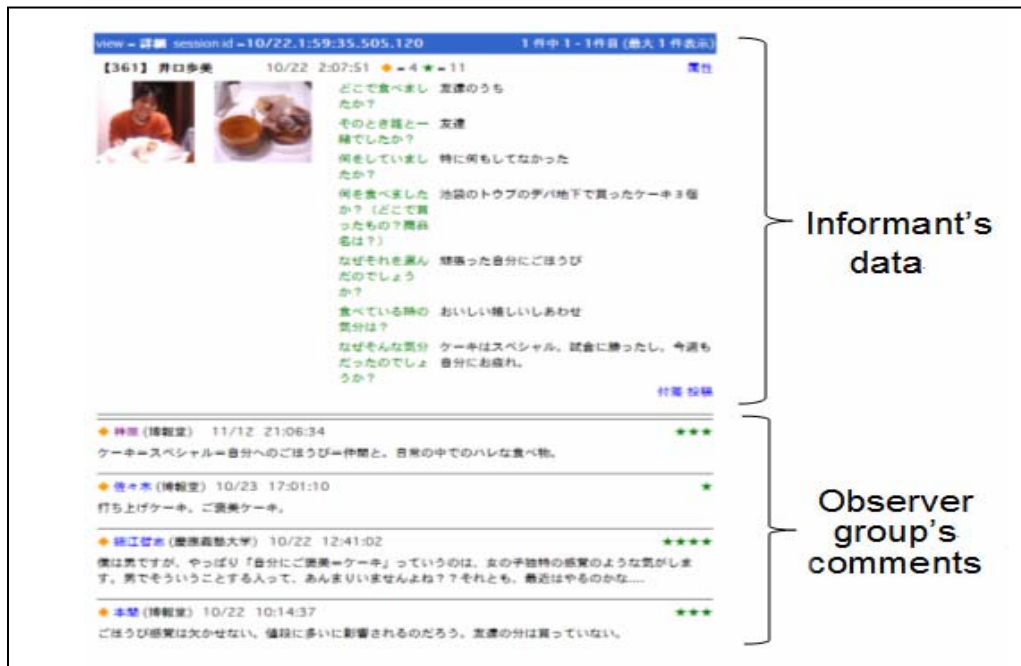 view = 詳細 session id =10/22.1:59:35.505.120 1 件中 1 - 1件目 (最大 1 件表示)
【361】 井口歩美 10/22 2:07:51 ◆ = 4 ★ = 11 属性
どこで食べまし 友達のうち
たか?
そのとき誰と一 友達
緒でしたか?
何をしていまし 特に何もしてなかった
たか?
何を食べました 池袋のトウブのデパ地下で買ったケーキ3個
か? (どこで買
ったもの?商品
名は?)
なぜそれを選ん 頑張った自分にごほうび
だのでしょう
か?
食べている時の おいしい嬉しいしあわせ
気分は?
なぜそんな気分 ケーキはスペシャル。試合に勝ったし、今週も
だったのでしょ 自分にお疲れ。
うか?
付箋 投稿
Informant's
data
◆ (博報堂) 11/12 21:06:34 ★★★
ケーキ=スペシャル=自分へのごほうび=仲間と。日常の中でのハレな食べ物。
◆ 佐々木 (博報堂) 10/23 17:01:10 ★
打ち上げケーキ。ご褒美ケーキ。
◆ 細江哲志 (慶應義塾大学) 10/22 12:41:02 ★★★★
僕は男ですが、やっぱり「自分にご褒美=ケーキ」っていうのは、女の子独特の感覚のような気がしま
す。男でそういうことする人って、あんまりいませんよね??それとも、最近はやるのかな....
◆ 本間 (博報堂) 10/22 10:14:37 ★★★
ごほうび感覚は欠かせない。値段に多いに影響されるのだろう。友達の分は買っていない。
Observer
group's
comments